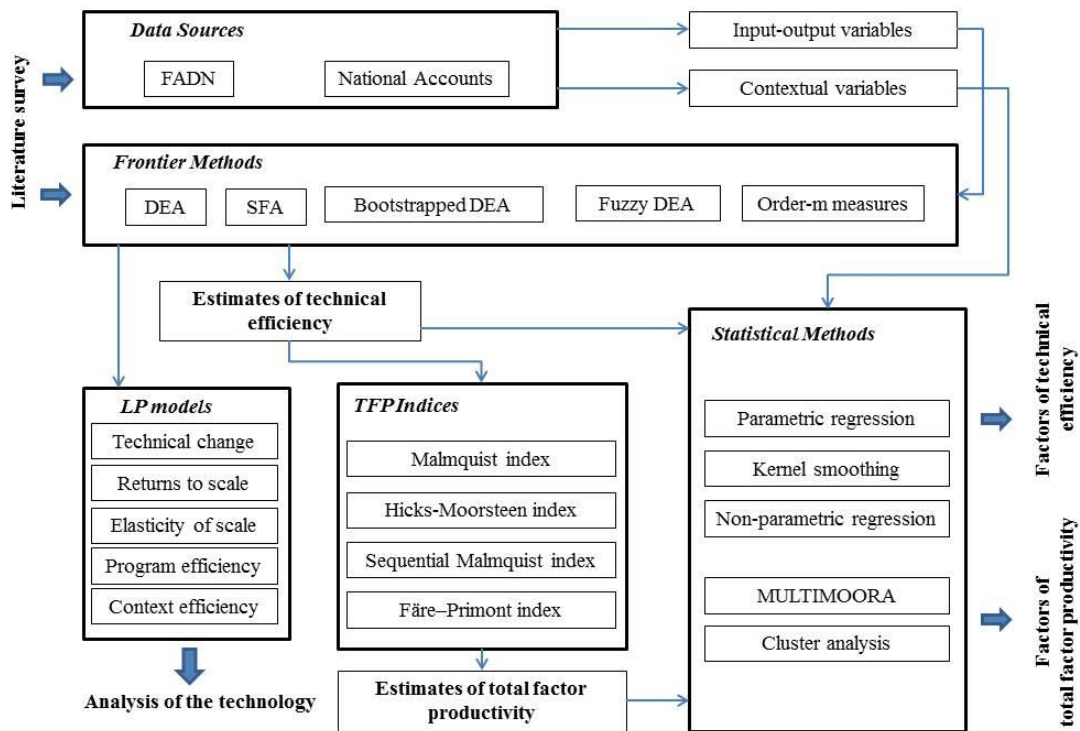 Literature survey
Data Sources
FADN
National Accounts
Input-output variables
Contextual variables
Frontier Methods
DEA
SFA
Bootstrapped DEA
Fuzzy DEA
Order-m measures
Estimates of technical
efficiency
LP models
Technical change
Returns to scale
Elasticity of scale
Program efficiency
Context efficiency
Analysis of the technology
TFP Indices
Malmquist index
Hicks-Moorsteen index
Sequential Malmquist index
Färe–Primont index
Estimates of total factor
productivity
Statistical Methods
Parametric regression
Kernel smoothing
Non-parametric regression
MULTIMOORA
Cluster analysis
Factors of technical
efficiency
Factors of
total factor productivity